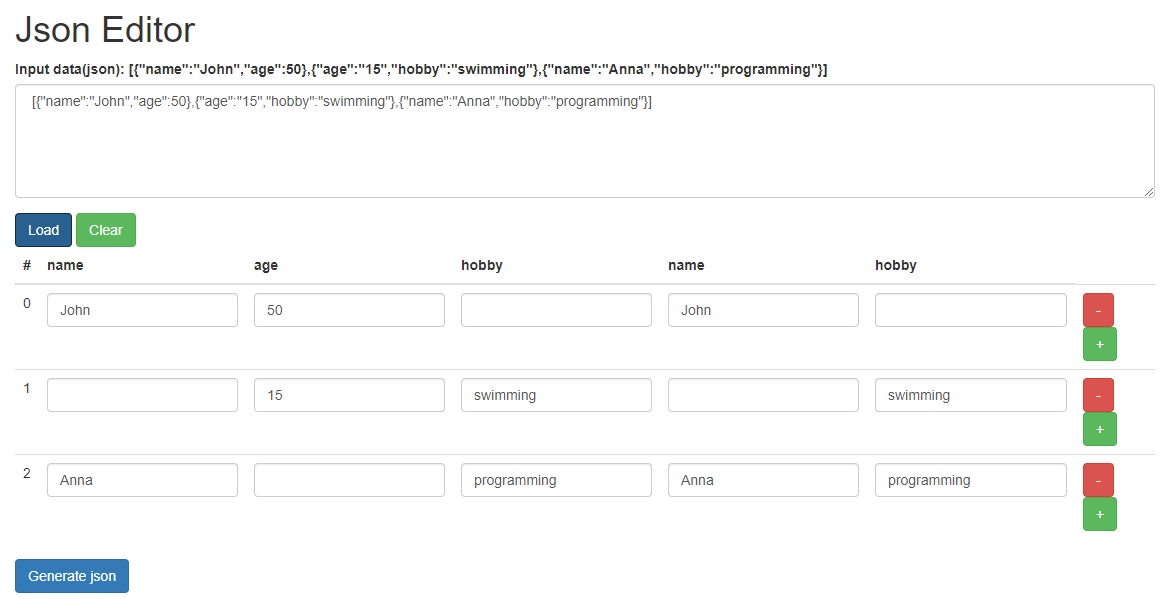 Json Editor
Input data(json): [{"name":"John","age":50},{"age":"15","hobby":"swimming"},{"name":"Anna","hobby":"programming"}]
[{"name":"John","age":50},{"age":"15","hobby":"swimming"},{"name":"Anna","hobby":"programming"}]
Load Clear
# name age hobby name hobby
0 John 50 John -
+
1 15 swimming swimming -
+
2 Anna programming Anna programming -
+
Generate json